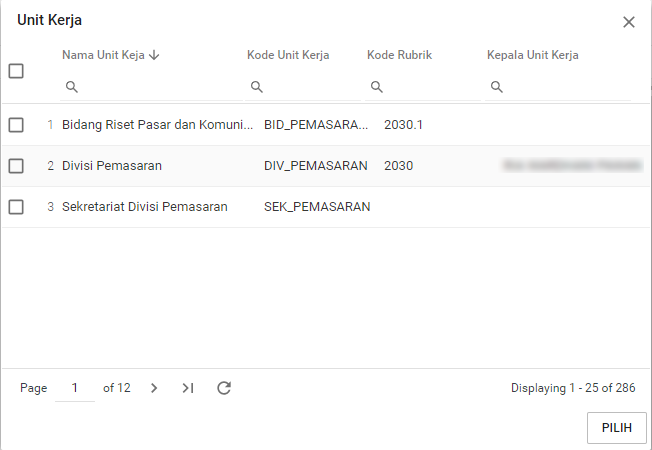 Unit Kerja
Nama Unit Keja Kode Unit Kerja Kode Rubrik Kepala Unit Kerja
1 Bidang Riset Pasar dan Komuni... BID_PEMASARA... 2030.1
2 Divisi Pemasaran DIV_PEMASARAN 2030
3 Sekretariat Divisi Pemasaran SEK_PEMASARAN
Page 1 of 12 Displaying 1 - 25 of 286
PILIH